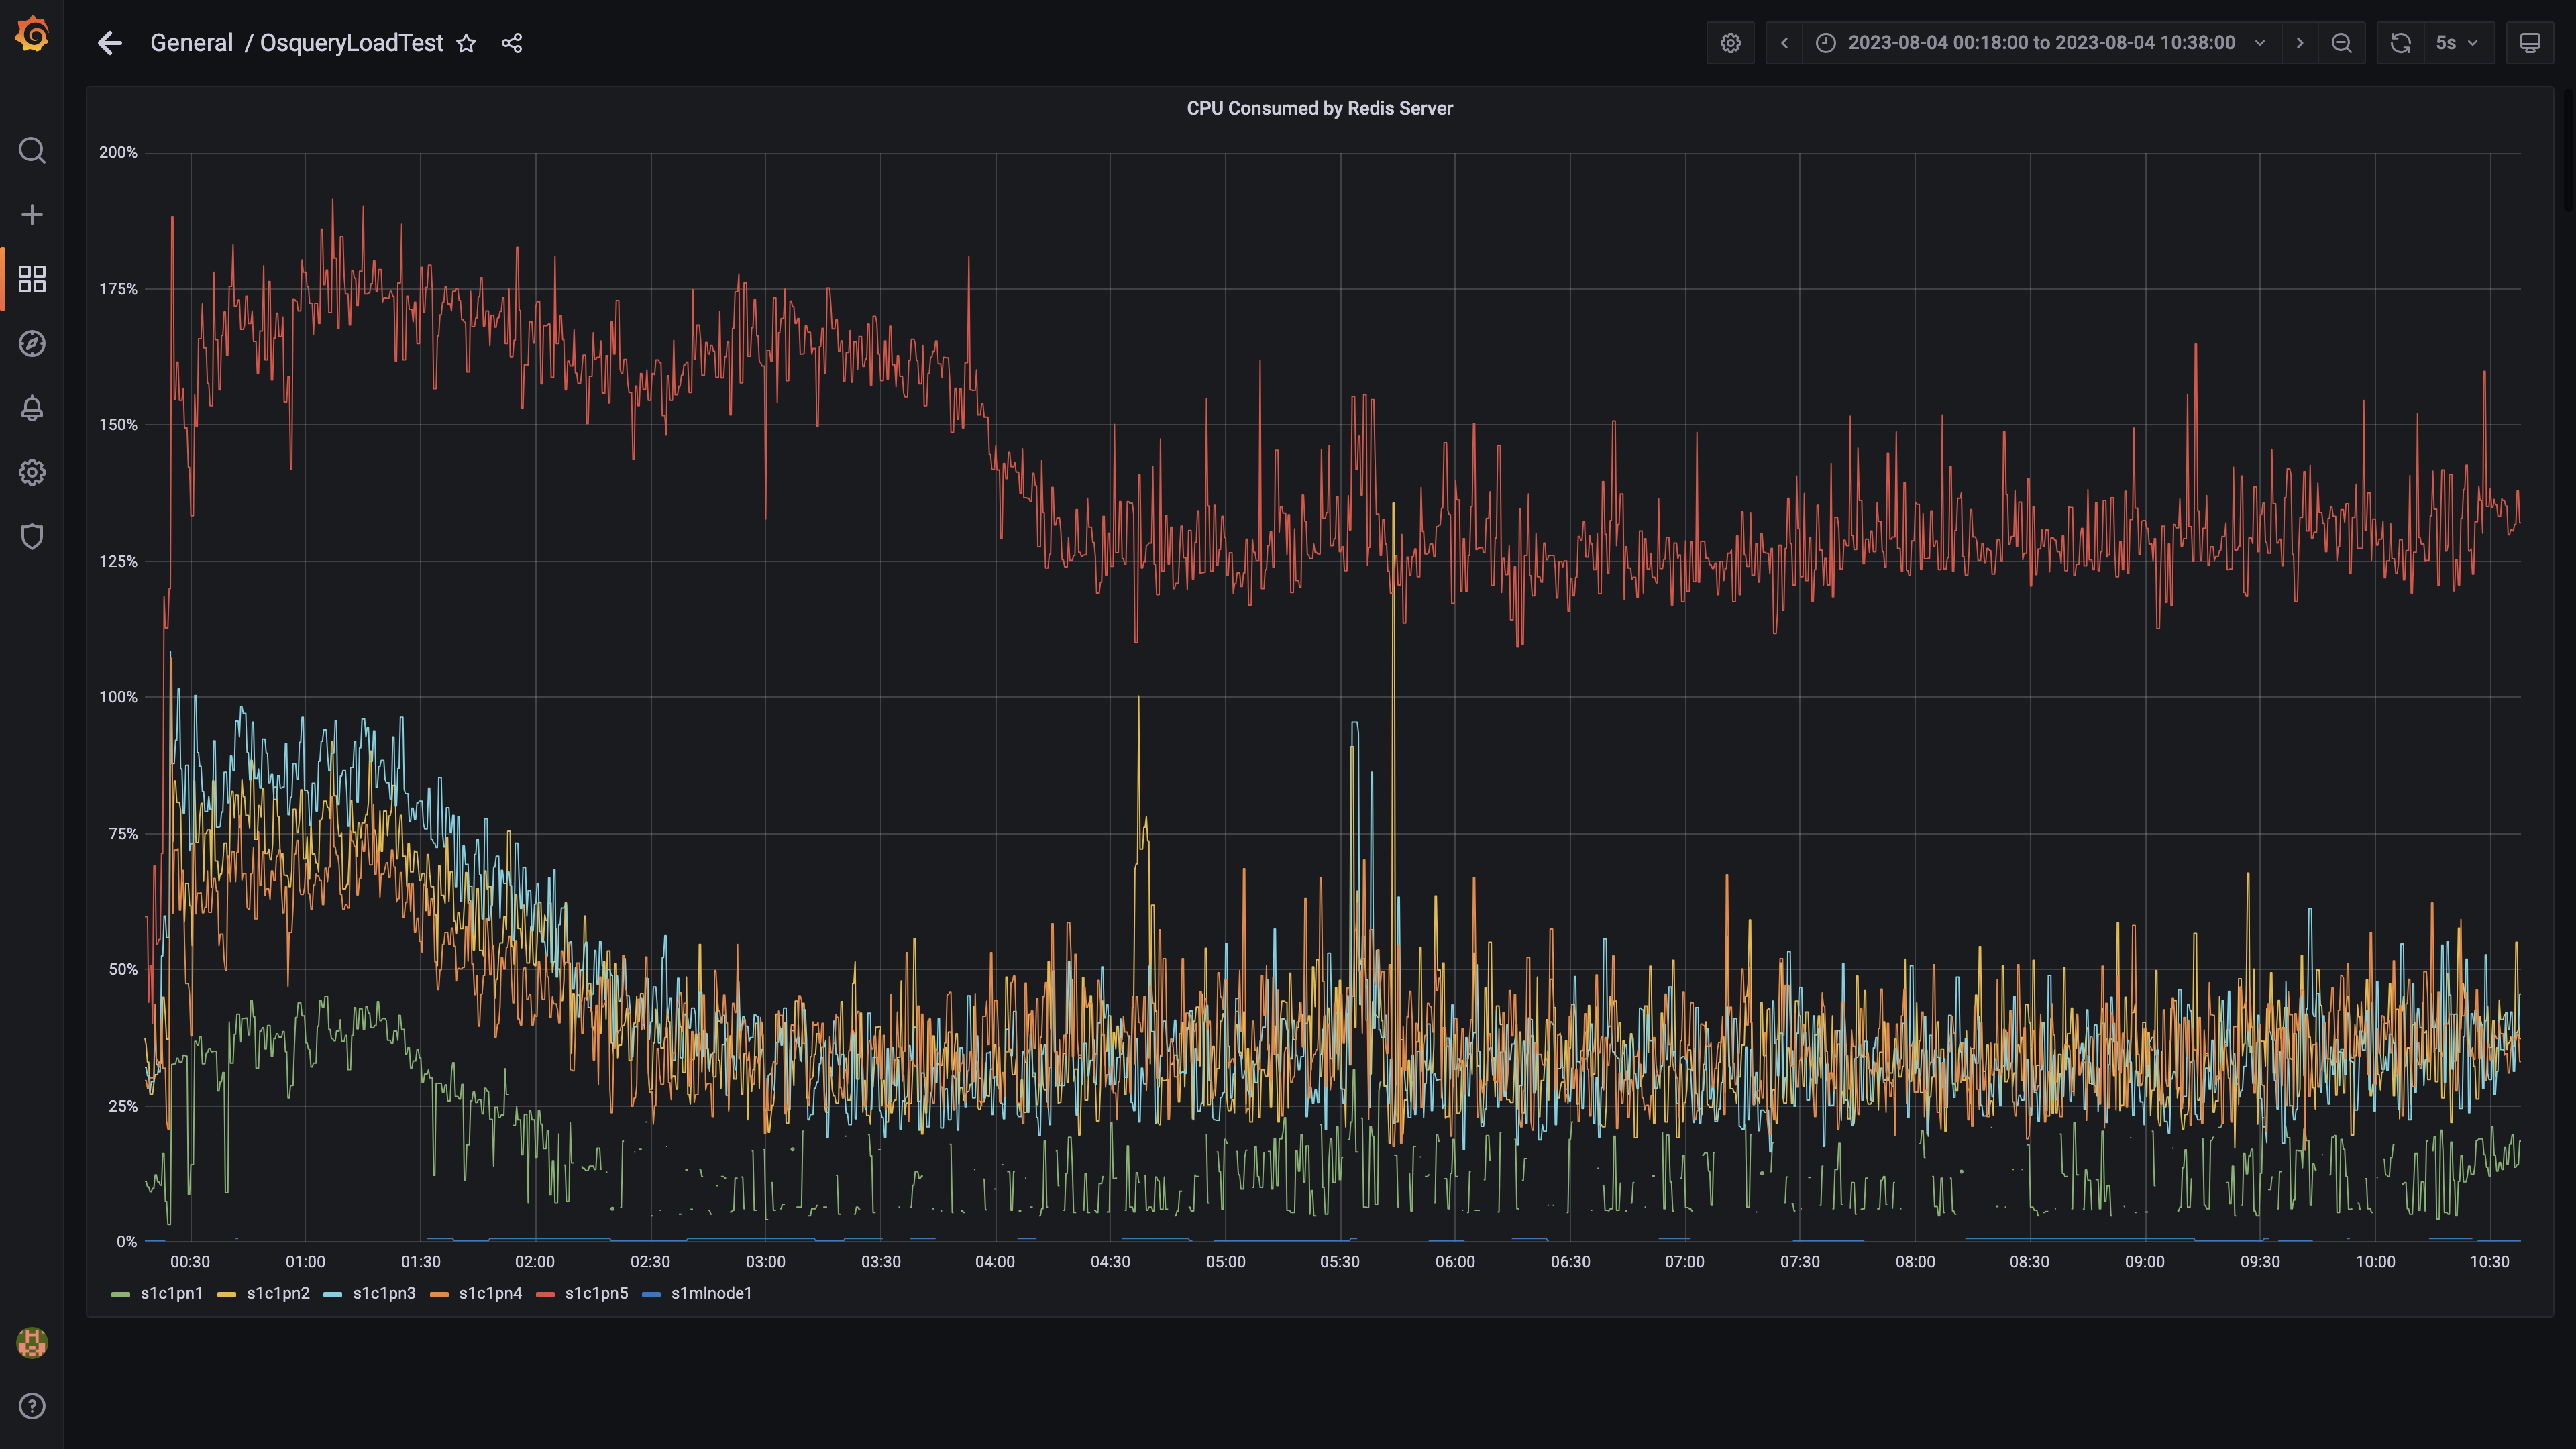 General / OsqueryLoadTest
2023-08-04 00:18:00 to 2023-08-04 10:38:00
5s
CPU Consumed by Redis Server
200%
175%
150%
125%
100%
75%
50%
25%
0%
00:30 01:00 01:30 02:00 02:30 03:00 03:30 04:00 04:30 05:00 05:30 06:00 06:30 07:00 07:30 08:00 08:30 09:00 09:30 10:00 10:30
s1c1pn1 s1c1pn2 s1c1pn3 s1c1pn4 s1c1pn5 s1mlnode1